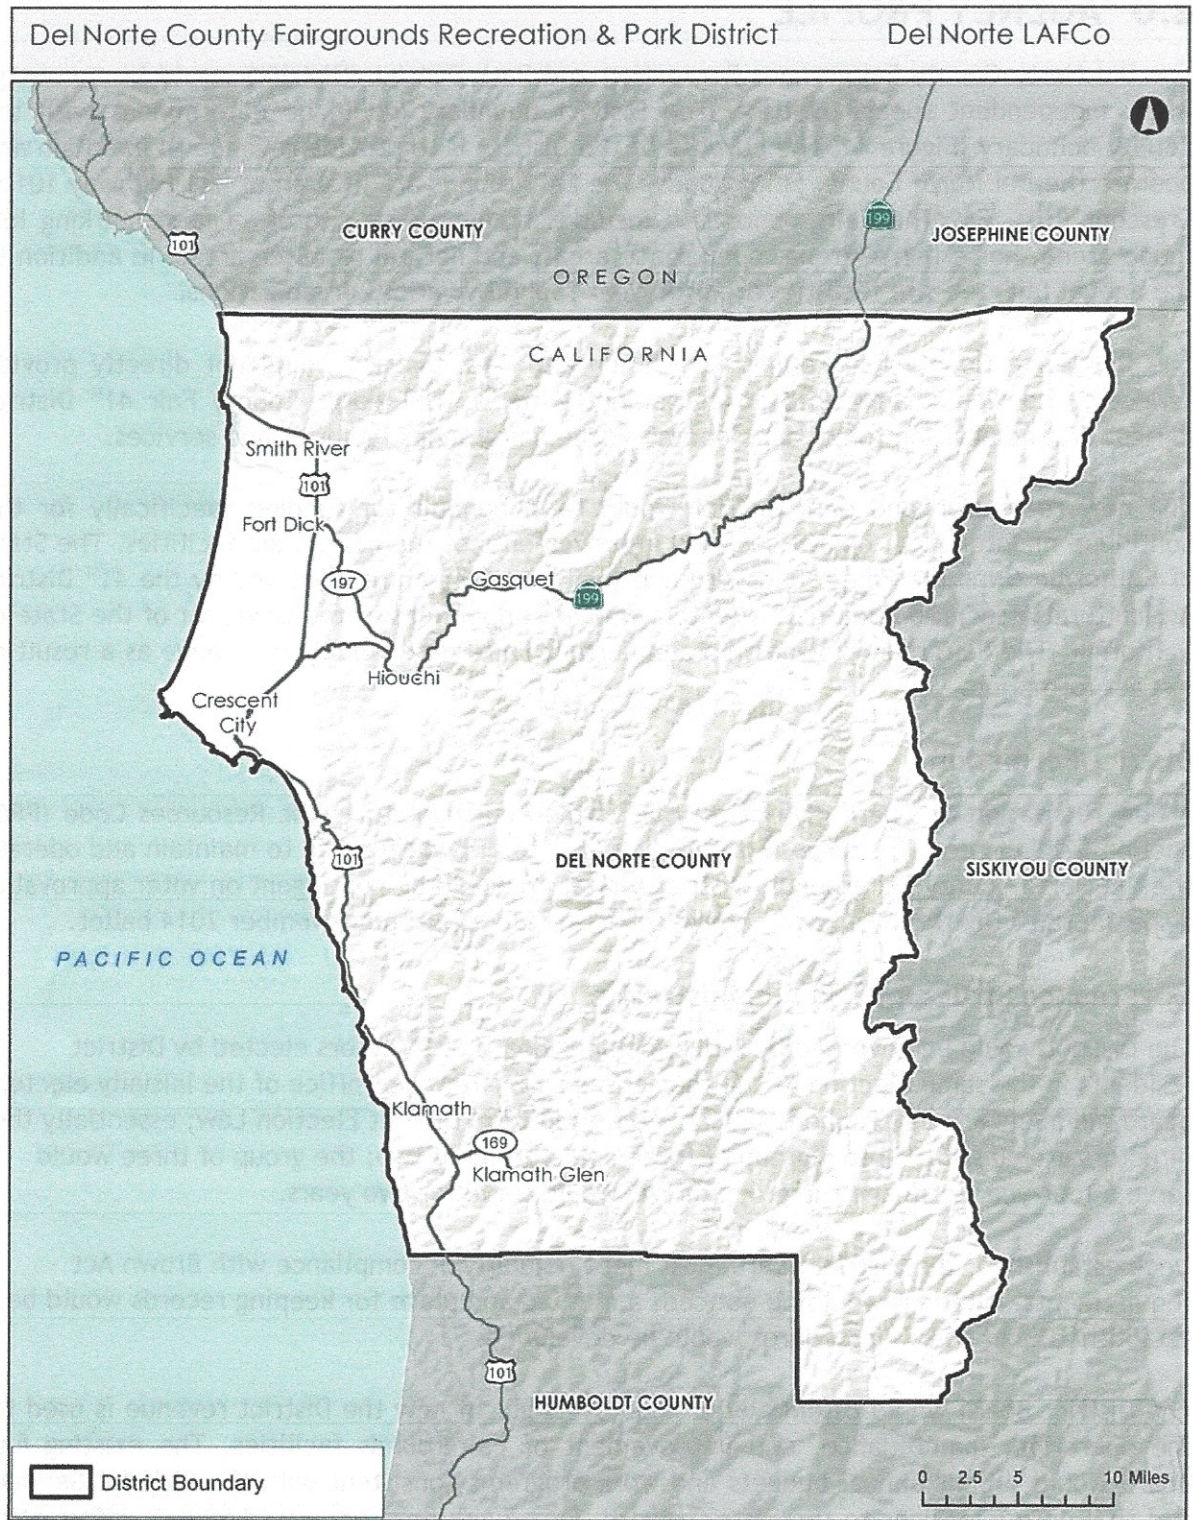 Del Norte County Fairgrounds Recreation & Park District Del Norte LAFCo
199
CURRY COUNTY
JOSEPHINE COUNTY
101
OREGON
CALIFORNIA
Smith River
101
Fort Dick
197
Gasquet
199
Hiouchi
Crescent
City
101
DEL NORTE COUNTY
SISKIYOU COUNTY
PACIFIC OCEAN
Klamath
169
Klamath Glen
101
HUMBOLDT COUNTY
District Boundary
0 2.5 5 10 Miles